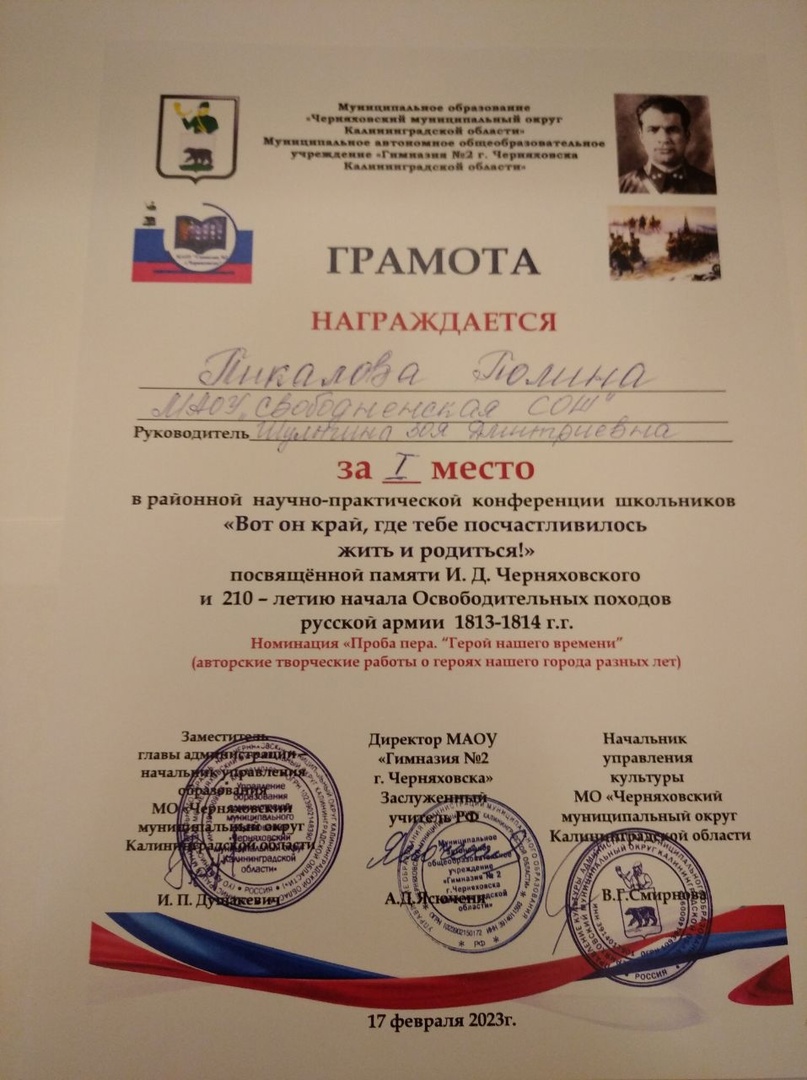 Муниципальное образование
«Черняховский муниципальный округ
Калининградской области»
Муниципальное автономное общеобразовательное
учреждение «Гимназия №2 г. Черняховска
Калининградской области»
ГРАМОТА
НАГРАЖДАЕТСЯ
Пикалова Полина
МАОУ "Свободненская СОШ"
Руководитель Шулягина Зоя Дмитриевна
за I место
в районной научно-практической конференции школьников
«Вот он край, где тебе посчастливилось
жить и родиться!»
посвящённой памяти И. Д. Черняховского
и 210 – летию начала Освободительных походов
русской армии 1813-1814 г.г.
Номинация «Проба пера. "Герой нашего времени"
(авторские творческие работы о героях нашего города разных лет)
Заместитель
главы администрации –
начальник управления
образования
МО «Черняховский
муниципальный округ
Калининградской области»
И. П. Душакевич
Директор МАОУ
«Гимназия №2
г. Черняховска»
Заслуженный
учитель РФ
А.Д.Ясюченя
Начальник
управления
культуры
МО «Черняховский
муниципальный округ
Калининградской области
В.Г.Смирнова
17 февраля 2023г.